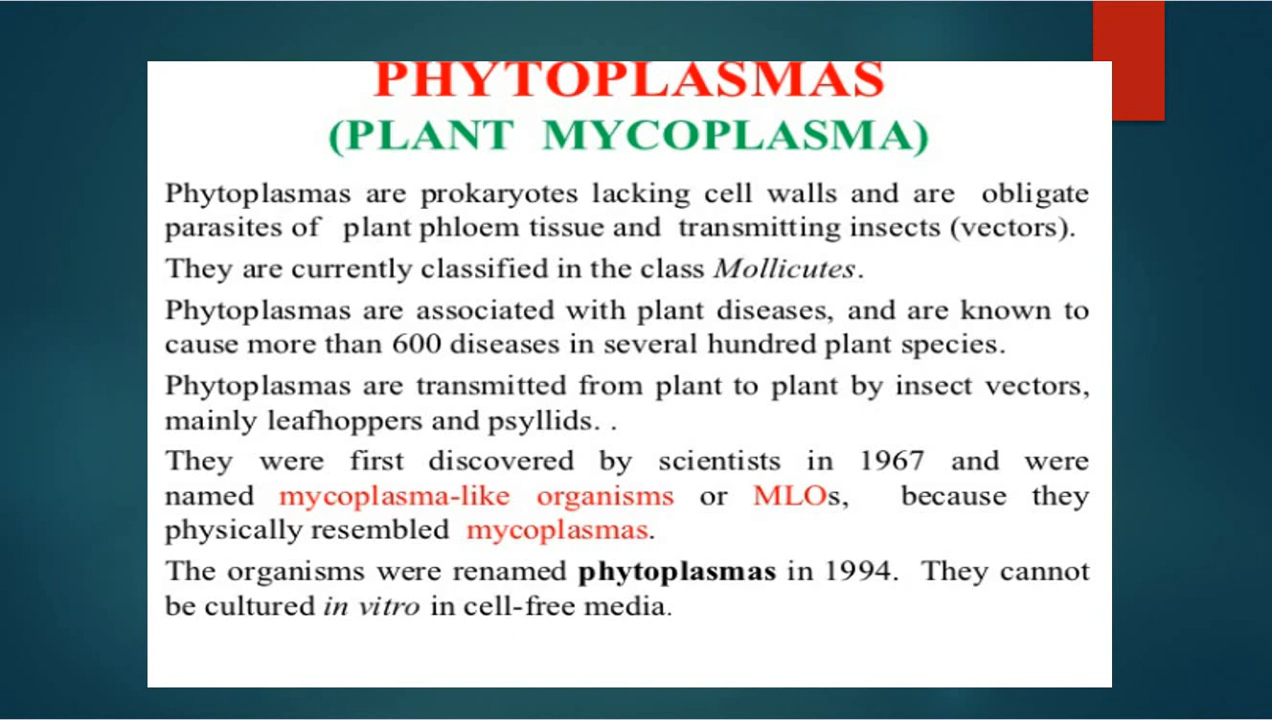 PHYTOPLASMAS
(PLANT MYCOPLASMA)
Phytoplasmas are prokaryotes lacking cell walls and are obligate
parasites of plant phloem tissue and transmitting insects (vectors).
They are currently classified in the class Mollicutes.
Phytoplasmas are associated with plant diseases, and are known to
cause more than 600 diseases in several hundred plant species.
Phytoplasmas are transmitted from plant to plant by insect vectors,
mainly leafhoppers and psyllids. .
They were first discovered by scientists in 1967 and were
named mycoplasma-like organisms or MLOs, because they
physically resembled mycoplasmas.
The organisms were renamed phytoplasmas in 1994. They cannot
be cultured in vitro in cell-free media.